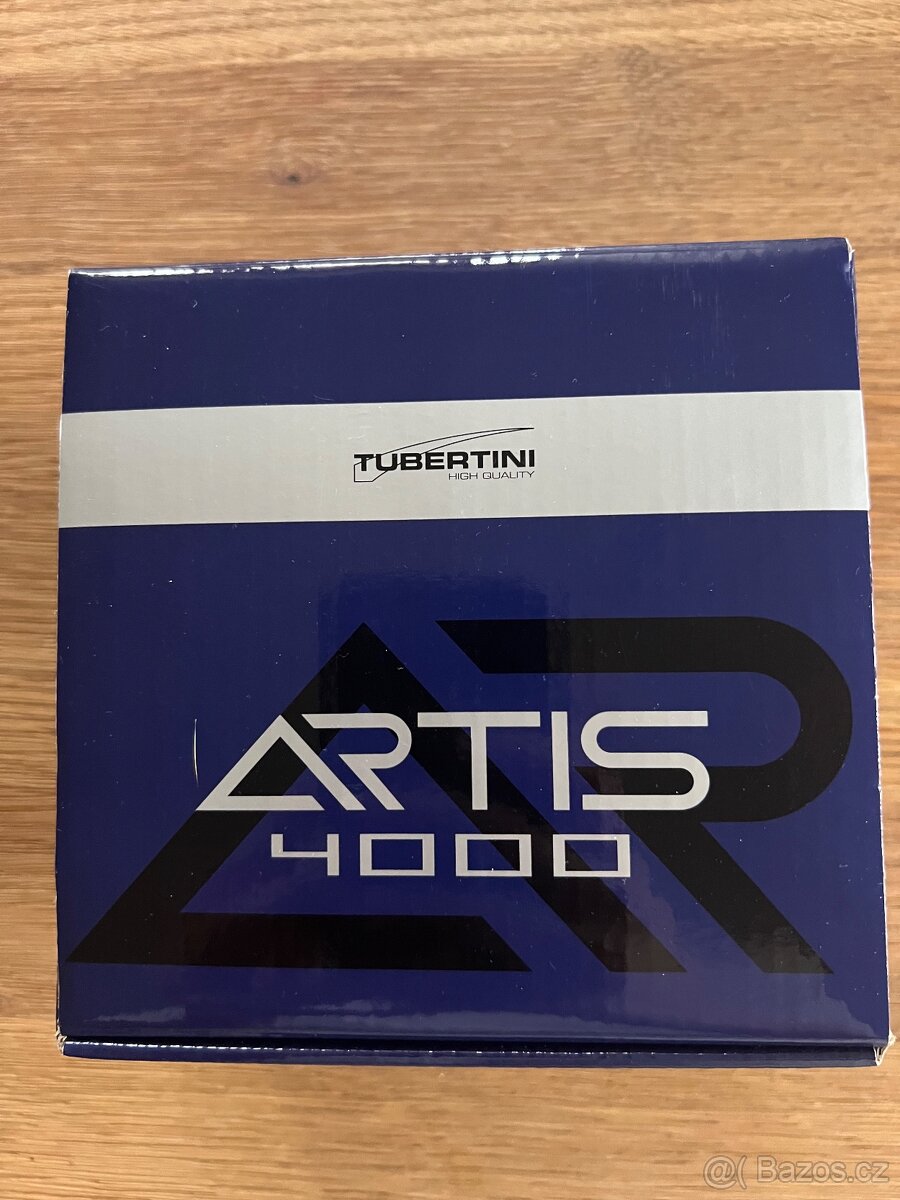 TUBERTINI
HIGH QUALITY
ARTIS
4000
@( Bazos.cz